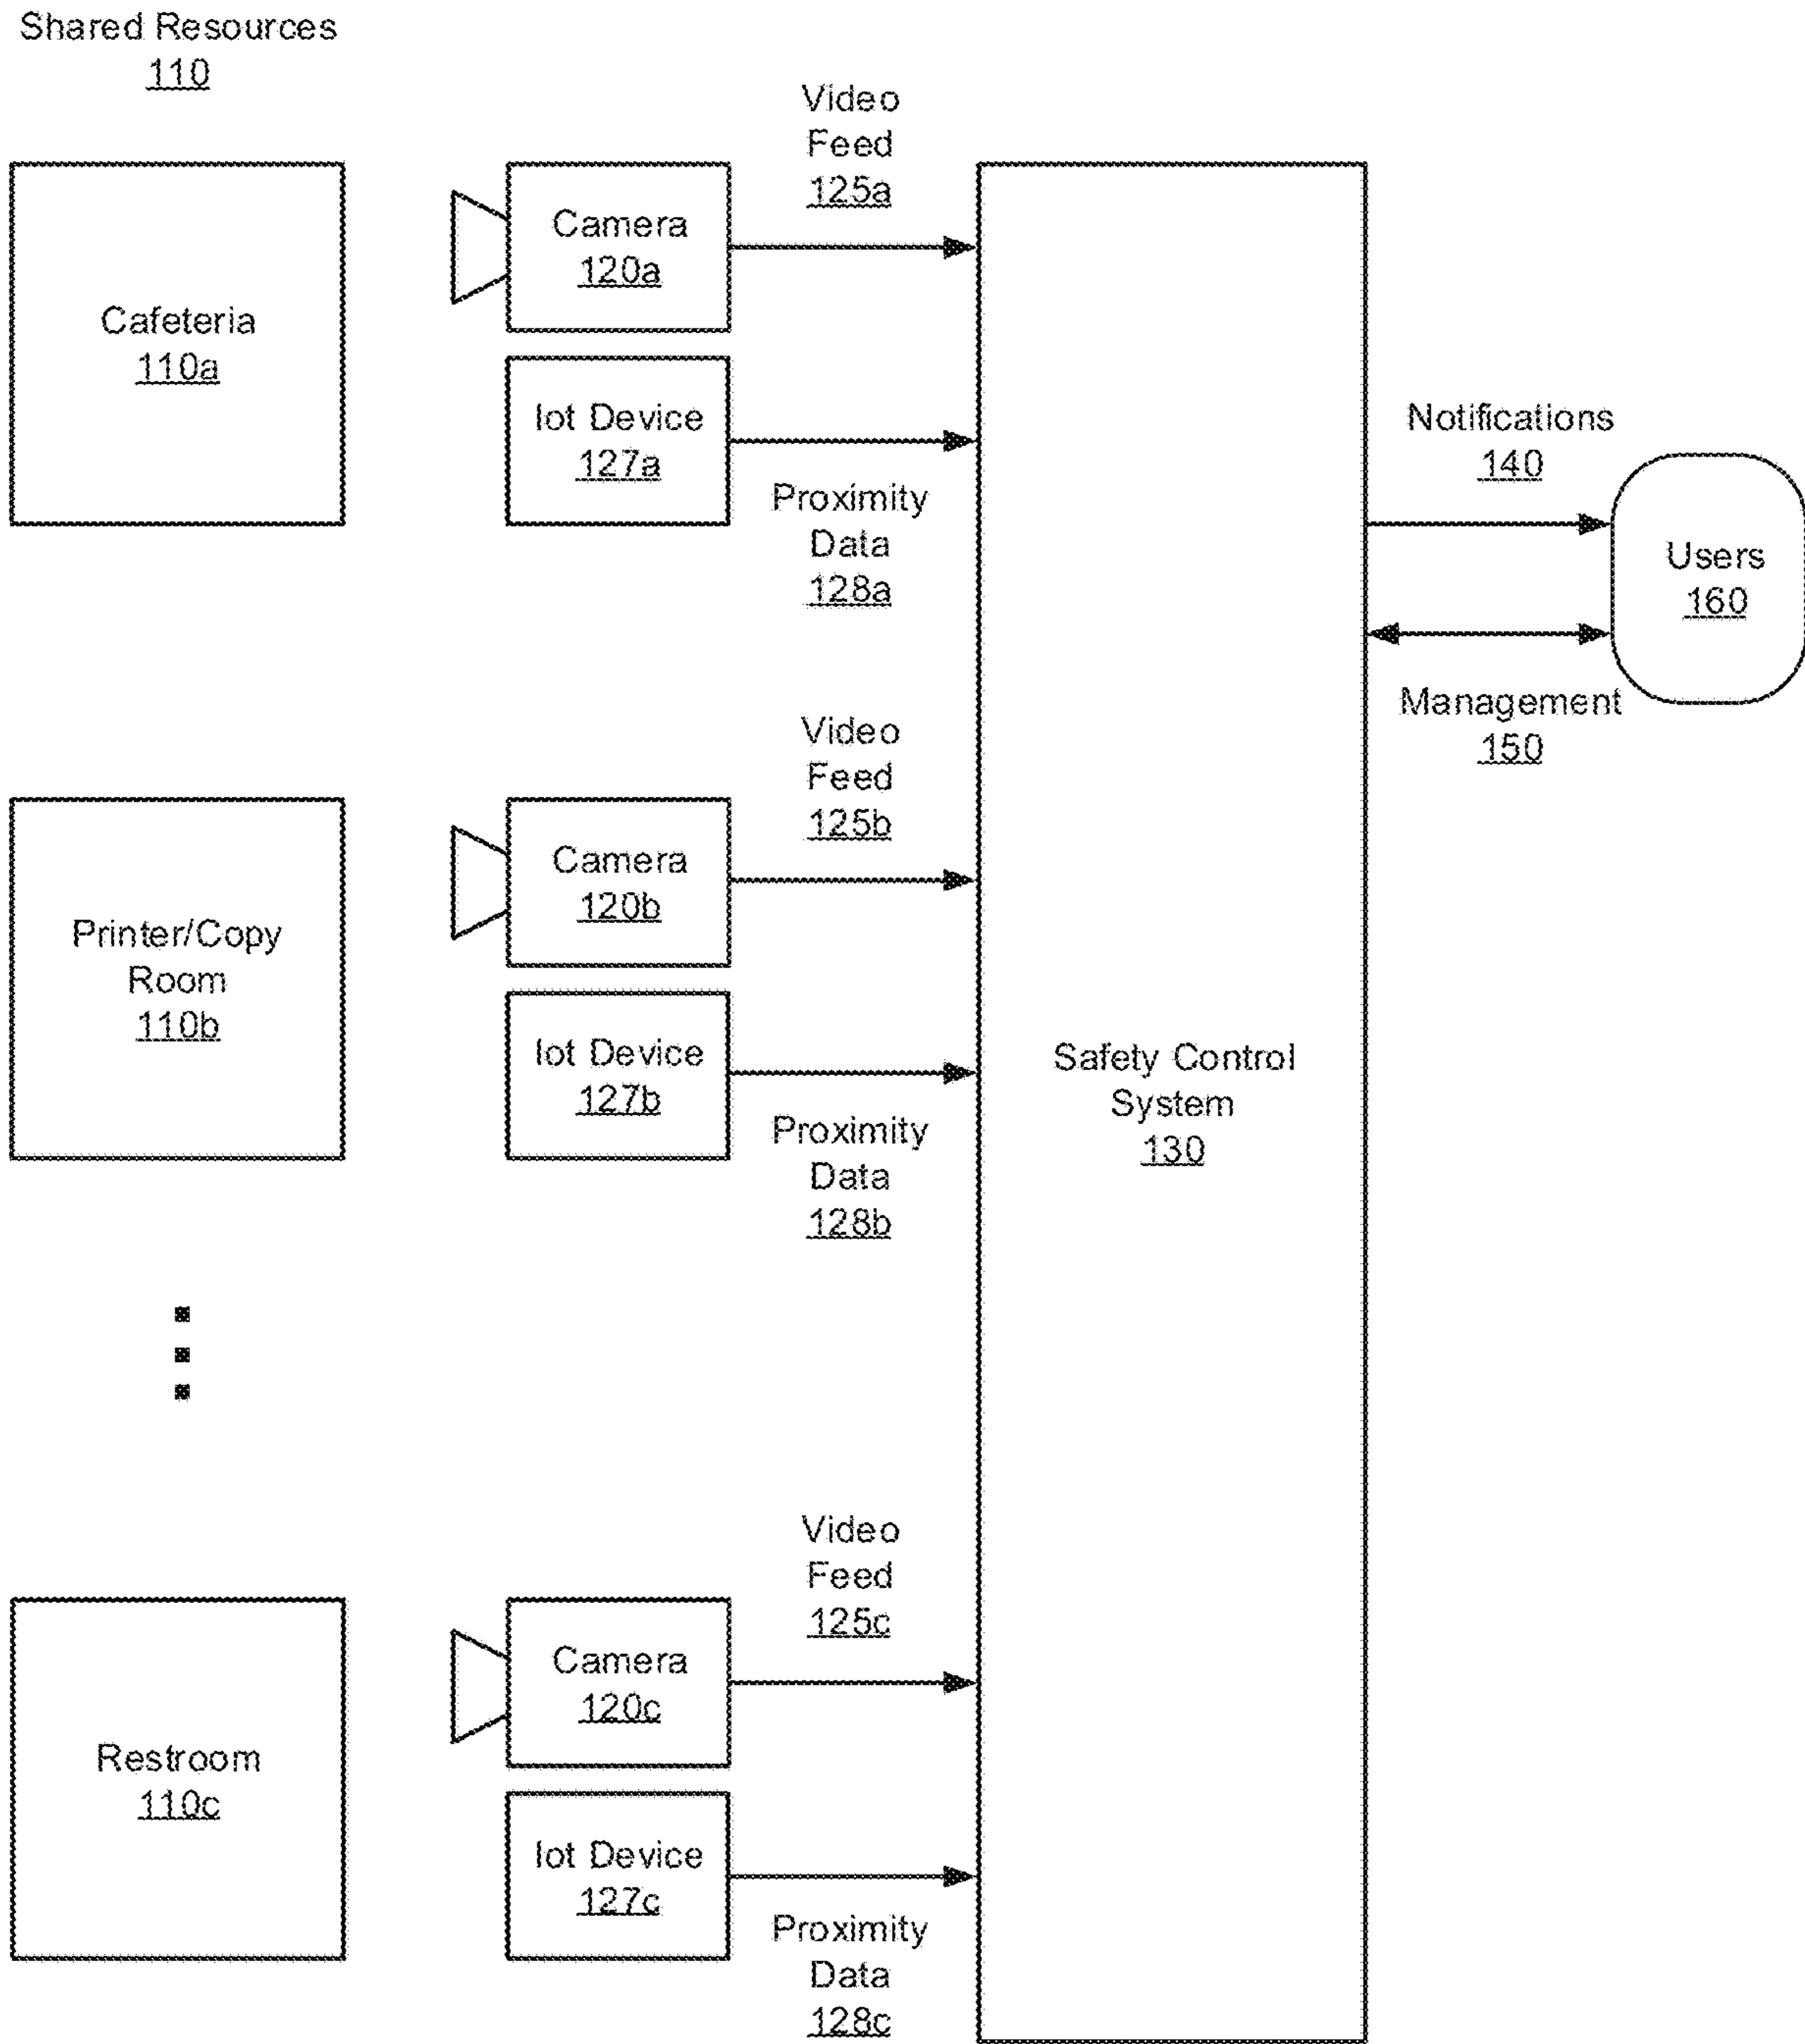 Shared Resources
110
Cafeteria
110a
Camera
120a
Video
Feed
125a
Iot Device
127a
Proximity
Data
128a
Printer/Copy
Room
110b
Camera
120b
Video
Feed
125b
Iot Device
127b
Proximity
Data
128b
Restroom
110c
Camera
120c
Video
Feed
125c
Iot Device
127c
Proximity
Data
128c
Safety Control
System
130
Notifications
140
Management
150
Users
160